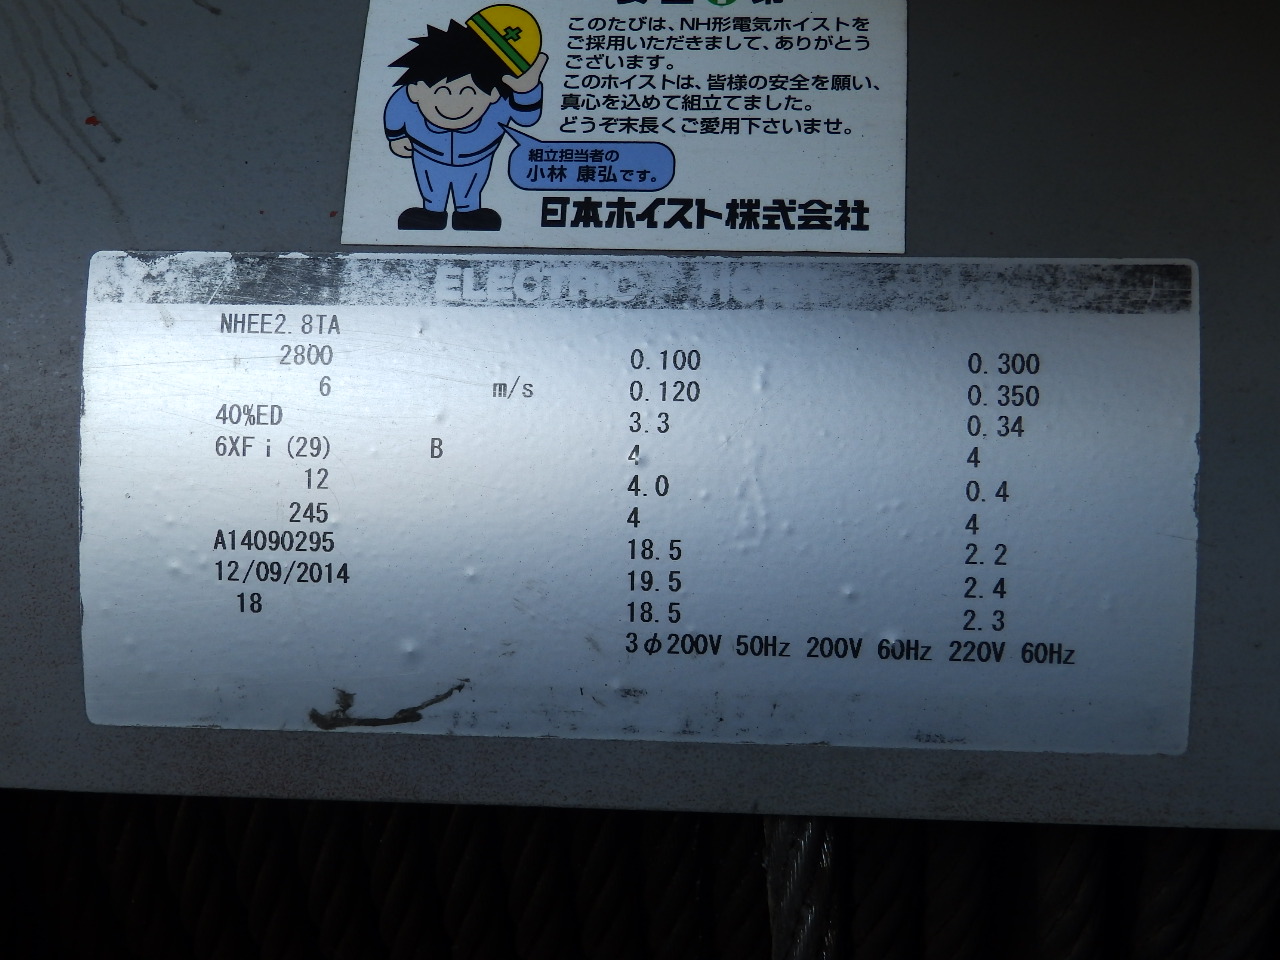 このたびは、NH形電気ホイストを
ご採用いただきまして、ありがとう
ございます。
このホイストは、皆様の安全を願い、
真心を込めて組立てました。
どうぞ末長くご愛用下さいませ。
組立担当者の
小林 康弘です。
日本ホイスト株式会社
ELECTRIC HOIST
NHEE2.8TA
2800 0.100 0.300
6 m/s 0.120 0.350
40%ED 3.3 0.34
6XFi(29) B 4 4
12 4.0 0.4
245 4 4
A14090295 18.5 2.2
12/09/2014 19.5 2.4
18 18.5 2.3
3φ200V 50Hz 200V 60Hz 220V 60Hz